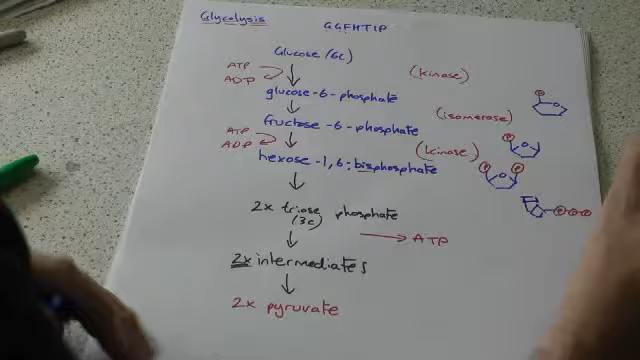 Glycolysis
GGFHTIP
Glucose (6C)
ATP
ADP
(kinase)
glucose-6-phosphate
P
(isomerase)
fructose-6-phosphate
P
ATP
ADP
(kinase)
hexose-1,6-bisphosphate
P P
2x triose phosphate
(3c)
P P P
ATP
2x intermediates
2x pyruvate